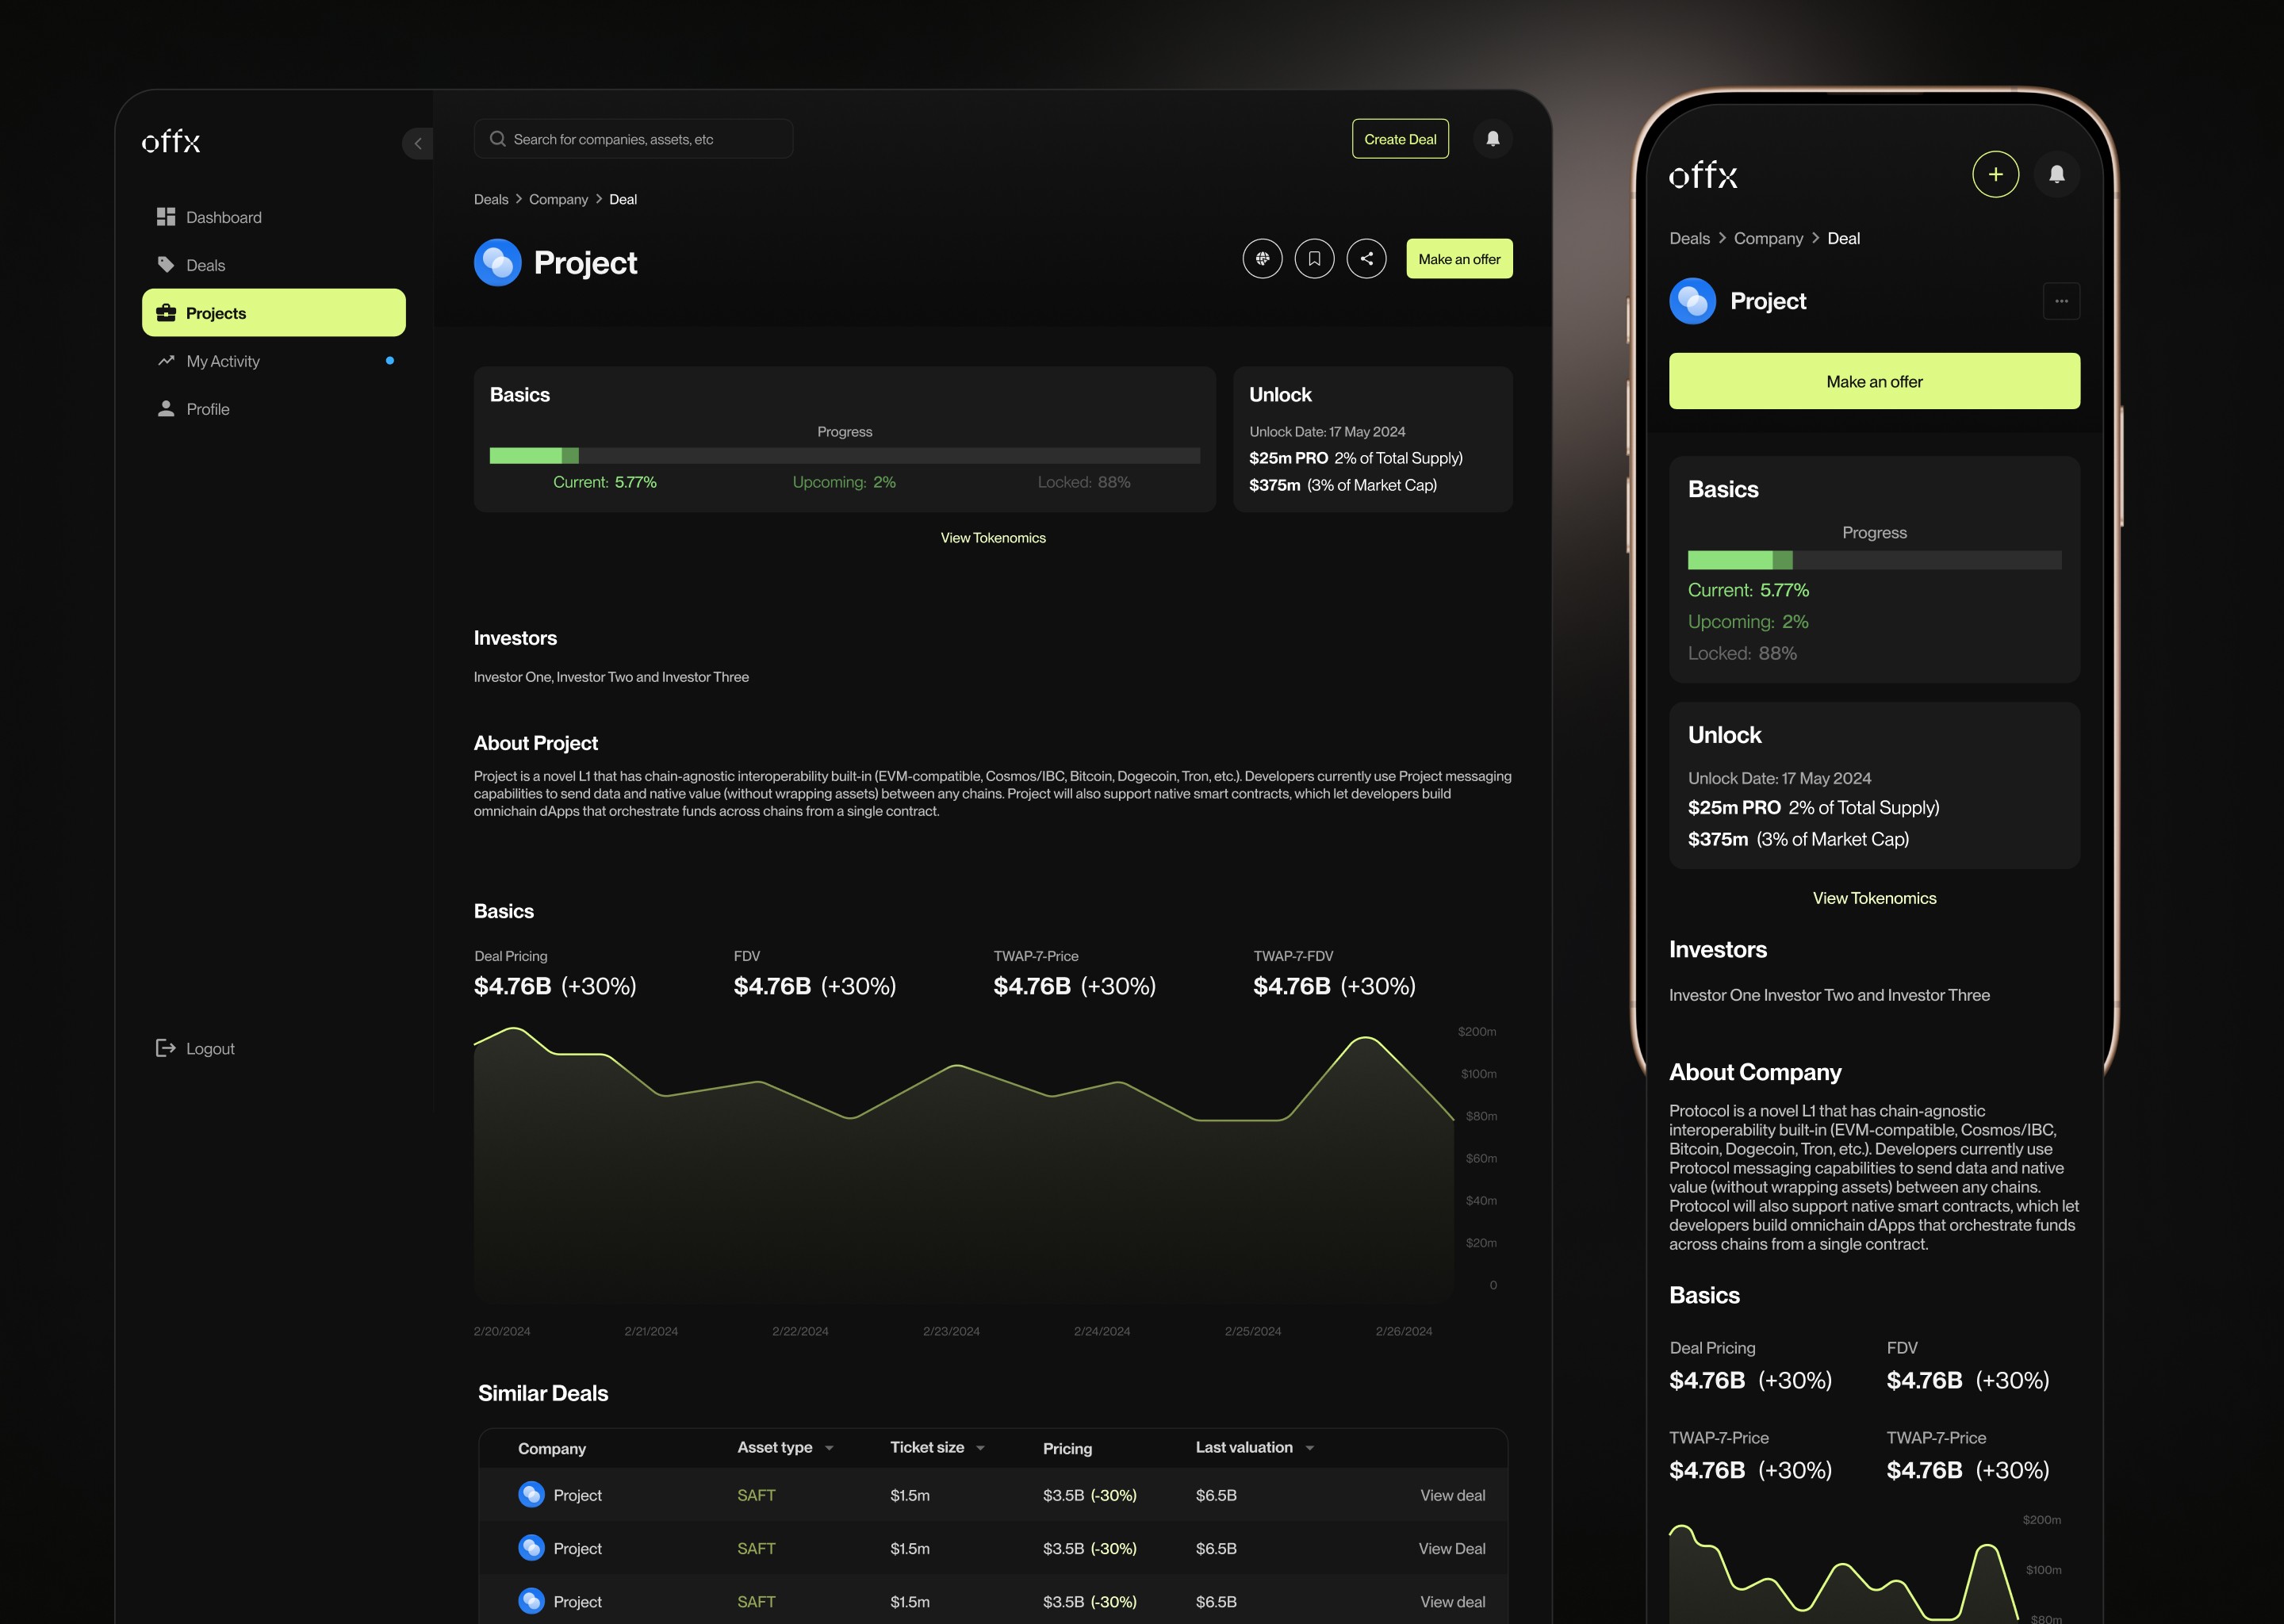 offx
Search for companies, assets, etc
Create Deal
Dashboard
Deals
Projects
My Activity
Profile
Logout
Deals > Company > Deal
Project
Make an offer
Basics
Progress
Current: 5.77%
Upcoming: 2%
Locked: 88%
Unlock
Unlock Date: 17 May 2024
$25m PRO 2% of Total Supply)
$375m (3% of Market Cap)
View Tokenomics
Investors
Investor One, Investor Two and Investor Three
About Project
Project is a novel L1 that has chain-agnostic interoperability built-in (EVM-compatible, Cosmos/IBC, Bitcoin, Dogecoin, Tron, etc.). Developers currently use Project messaging
capabilities to send data and native value (without wrapping assets) between any chains. Project will also support native smart contracts, which let developers build
omnichain dApps that orchestrate funds across chains from a single contract.
Basics
Deal Pricing
$4.76B (+30%)
FDV
$4.76B (+30%)
TWAP-7-Price
$4.76B (+30%)
TWAP-7-FDV
$4.76B (+30%)
$200m
$100m
$80m
$60m
$40m
$20m
0
2/20/2024 2/21/2024 2/22/2024 2/23/2024 2/24/2024 2/25/2024 2/26/2024
Similar Deals
Company Asset type Ticket size Pricing Last valuation
Project SAFT $1.5m $3.5B (-30%) $6.5B View deal
Project SAFT $1.5m $3.5B (-30%) $6.5B View Deal
Project SAFT $1.5m $3.5B (-30%) $6.5B View deal
offx
Deals > Company > Deal
Project
Make an offer
Basics
Progress
Current: 5.77%
Upcoming: 2%
Locked: 88%
Unlock
Unlock Date: 17 May 2024
$25m PRO 2% of Total Supply)
$375m (3% of Market Cap)
View Tokenomics
Investors
Investor One Investor Two and Investor Three
About Company
Protocol is a novel L1 that has chain-agnostic
interoperability built-in (EVM-compatible, Cosmos/IBC,
Bitcoin, Dogecoin, Tron, etc.). Developers currently use
Protocol messaging capabilities to send data and native
value (without wrapping assets) between any chains.
Protocol will also support native smart contracts, which let
developers build omnichain dApps that orchestrate funds
across chains from a single contract.
Basics
Deal Pricing
$4.76B (+30%)
FDV
$4.76B (+30%)
TWAP-7-Price
$4.76B (+30%)
TWAP-7-Price
$4.76B (+30%)
$200m
$100m
$80m